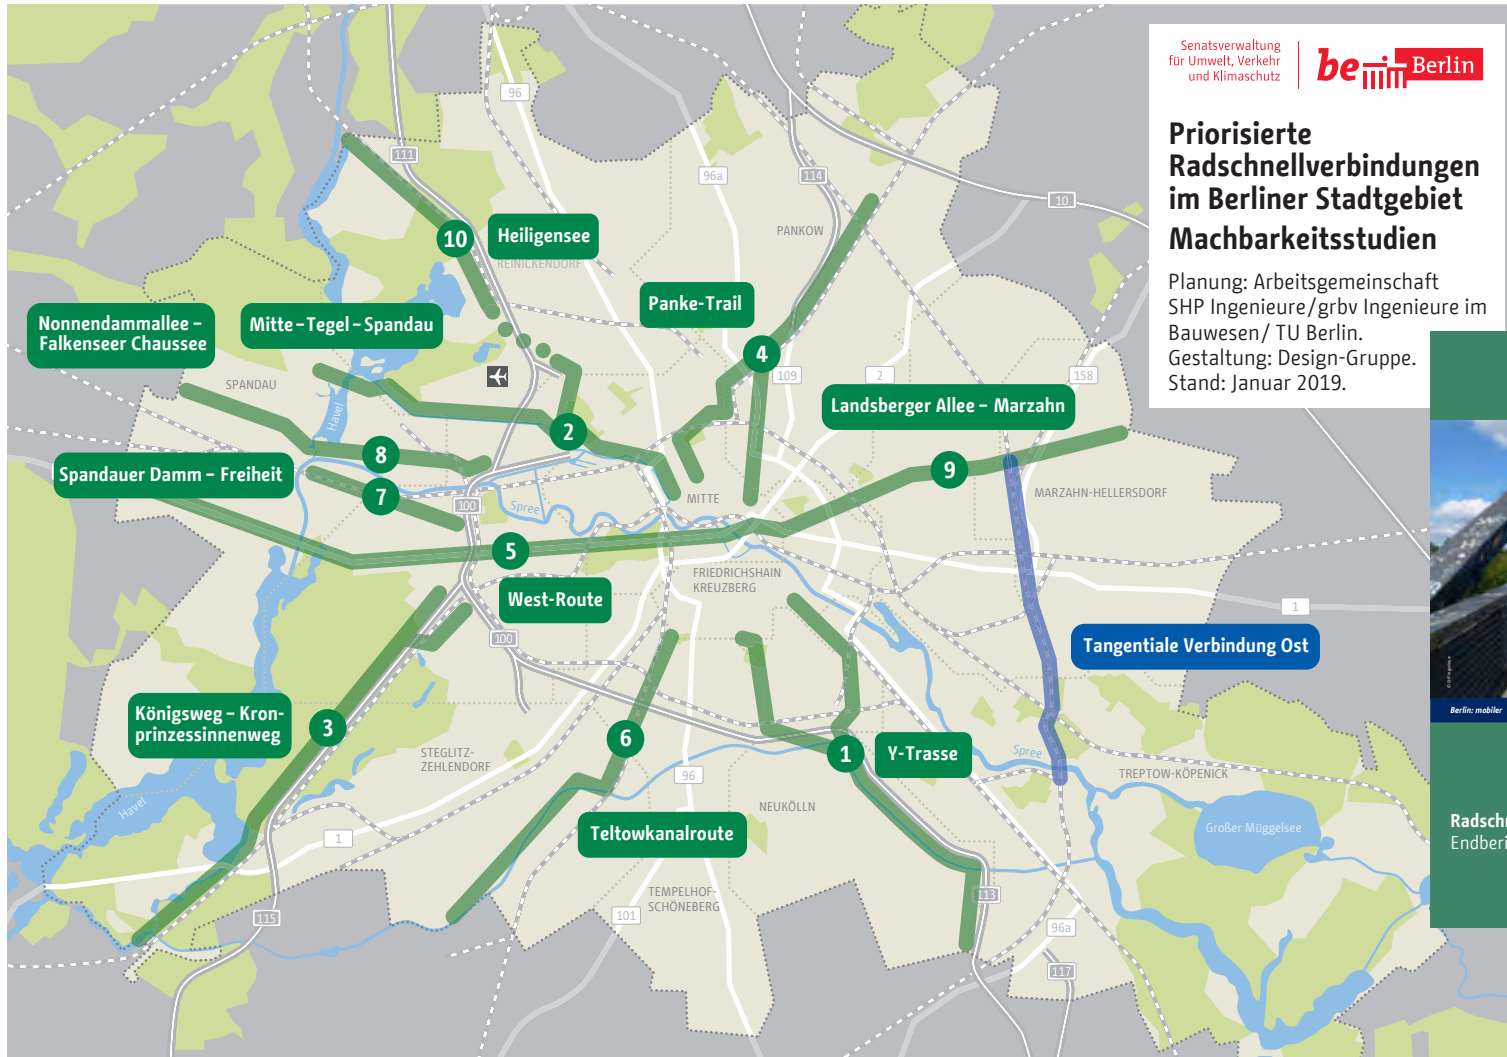 Senatsverwaltung
für Umwelt, Verkehr
und Klimaschutz
be Berlin
Priorisierte
Radschnellverbindungen
im Berliner Stadtgebiet
Machbarkeitsstudien
Planung: Arbeitsgemeinschaft
SHP Ingenieure/grbv Ingenieure im
Bauwesen/ TU Berlin.
Gestaltung: Design-Gruppe.
Stand: Januar 2019.
96
111
96a
114
10
PANKOW
10
Heiligensee
REINICKENDORF
Panke-Trail
Nonnendammallee –
Falkenseer Chaussee
Mitte – Tegel – Spandau
4
109
2
158
SPANDAU
Havel
Landsberger Allee – Marzahn
2
8
9
Spandauer Damm – Freiheit
7
MITTE
MARZAHN-HELLERSDORF
100
Spree
5
FRIEDRICHSHAIN
KREUZBERG
West-Route
1
100
Tangentiale Verbindung Ost
Königsweg – Kron-
prinzessinnenweg
3
6
1
Y-Trasse
STEGLITZ-
ZEHLENDORF
Spree
TREPTOW-KÖPENICK
96
Havel
NEUKÖLLN
Großer Müggelsee
1
Teltowkanalroute
TEMPELHOF-
SCHÖNEBERG
113
115
101
96a
117
Berlin: mobiler
Radschn
Endberi